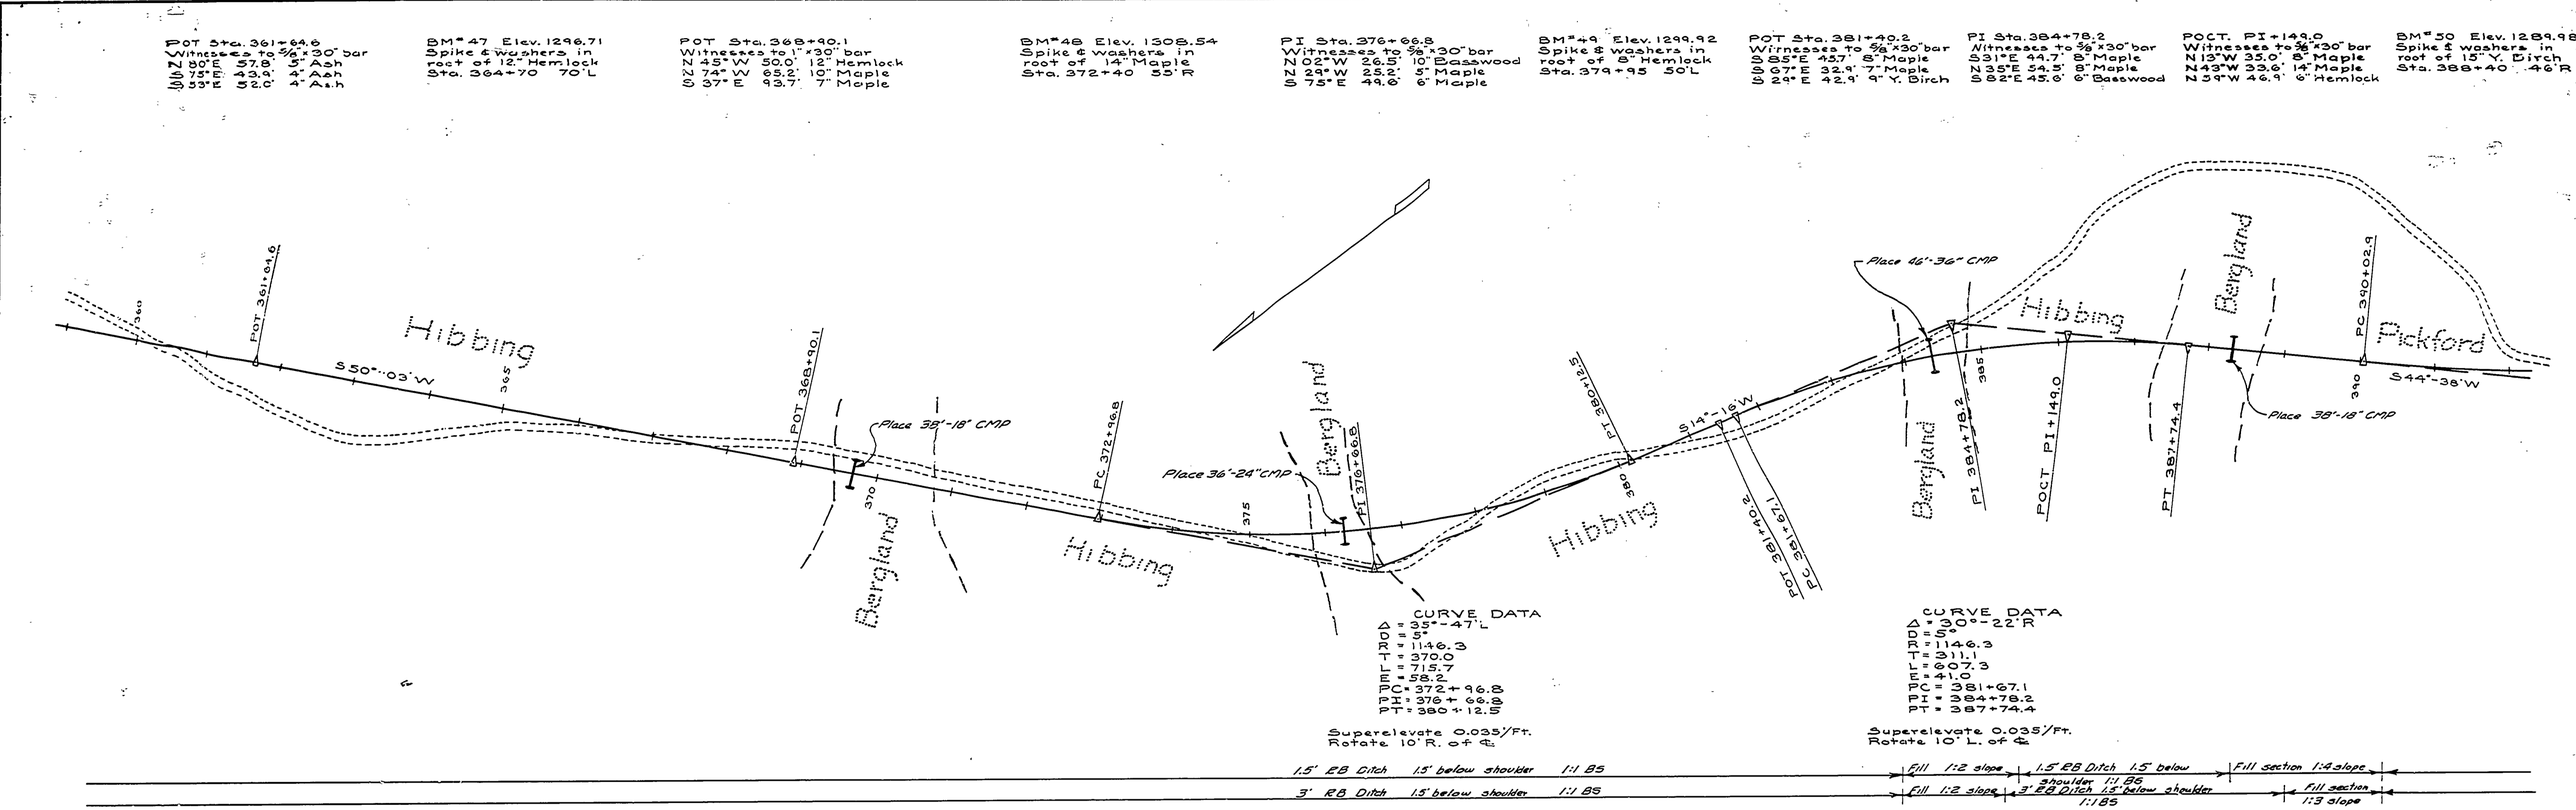 POT Sta. 361+64.6
Witnesses to 5/8"×30" bar
N 80°E 57.8' 5" Ash
S 75°E 43.9' 4" Ash
S 53°E 52.0' 4" Ash
BM#47 Elev. 1296.71
Spike & washers in
root of 12" Hemlock
Sta. 364+70 70'L
POT Sta. 368+90.1
Witnesses to 1"×30" bar
N 45°W 50.0' 12" Hemlock
N 74°W 65.2' 10" Maple
S 37°E 93.7' 7" Maple
BM#48 Elev. 1308.54
Spike & washers in
root of 14" Maple
Sta. 372+40 55'R
PI Sta. 376+66.8
Witnesses to 5/8"×30" bar
N 02°W 26.5' 10" Basswood
N 29°W 25.2' 5" Maple
S 75°E 49.6' 6" Maple
BM#49 Elev. 1299.92
Spike & washers in
root of 8" Hemlock
Sta. 379+95 50'L
POT Sta. 381+40.2
Witnesses to 5/8"×30" bar
S 85°E 45.7' 8" Maple
S 67°E 32.9' 7" Maple
S 29°E 42.9' 9" Y. Birch
PI Sta. 384+78.2
Witnesses to 5/8"×30" bar
S 31°E 44.7' 8" Maple
N 35°E 54.5' 8" Maple
S 82°E 45.6' 6" Basswood
POCT. PI+149.0
Witnesses to 5/8"×30" bar
N 13°W 35.0' 8" Maple
N 43°W 33.6' 14" Maple
N 59°W 46.9' 6" Hemlock
BM#50 Elev. 1289.98
Spike & washers in
root of 15" Y. Birch
Sta. 388+40 46'R
360
POT 361+64.6
Hibbing
S 50°-03' W
365
POT 368+90.1
Place 38'-18" CMP
370
Bergland
PC 372+96.8
Hibbing
375
Place 36'-24" CMP
Bergland
PI 376+66.8
PT 380+12.5
380
Hibbing
S 14°-16' W
POT 381+40.2
PC 381+67.1
Place 46'-36" CMP
Bergland
PI 384+78.2
385
Hibbing
POCT PI+149.0
PT 387+74.4
Bergland
Place 38'-18" CMP
PC 390+02.9
390
Pickford
S 44°-38' W
CURVE DATA
Δ = 35°-47' L
D = 5°
R = 1146.3
T = 370.0
L = 715.7
E = 58.2
PC = 372+96.8
PI = 376+66.8
PT = 380+12.5
Superelevate 0.035'/Ft.
Rotate 10' R. of ℄
CURVE DATA
Δ = 30°-22' R
D = 5°
R = 1146.3
T = 311.1
L = 607.3
E = 41.0
PC = 381+67.1
PI = 384+78.2
PT = 387+74.4
Superelevate 0.035'/Ft.
Rotate 10' L. of ℄
1.5' RB Ditch 1.5' below shoulder 1:1 BS
Fill 1:2 slope
1.5' RB Ditch 1.5' below
shoulder 1:1 BS
Fill section 1:4 slope
3' RB Ditch 1.5' below shoulder 1:1 BS
Fill 1:2 slope
3' RB Ditch 1.5' below shoulder
1:1 BS
Fill section
1:3 slope